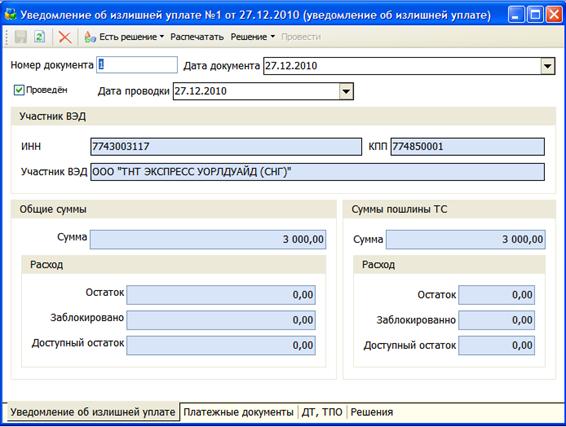 Уведомление об излишней уплате №1 от 27.12.2010 (уведомление об излишней уплате)
Есть решение Распечатать Решение Провести
Номер документа 1 Дата документа 27.12.2010
Проведён Дата проводки 27.12.2010
Участник ВЭД
ИНН 7743003117 КПП 774850001
Участник ВЭД ООО "ТНТ ЭКСПРЕСС УОРЛДУАЙД (СНГ)"
Общие суммы
Сумма 3 000,00
Расход
Остаток 0,00
Заблокировано 0,00
Доступный остаток 0,00
Суммы пошлины ТС
Сумма 3 000,00
Расход
Остаток 0,00
Заблокированно 0,00
Доступный остаток 0,00
Уведомление об излишней уплате Платежные документы ДТ, ТПО Решения